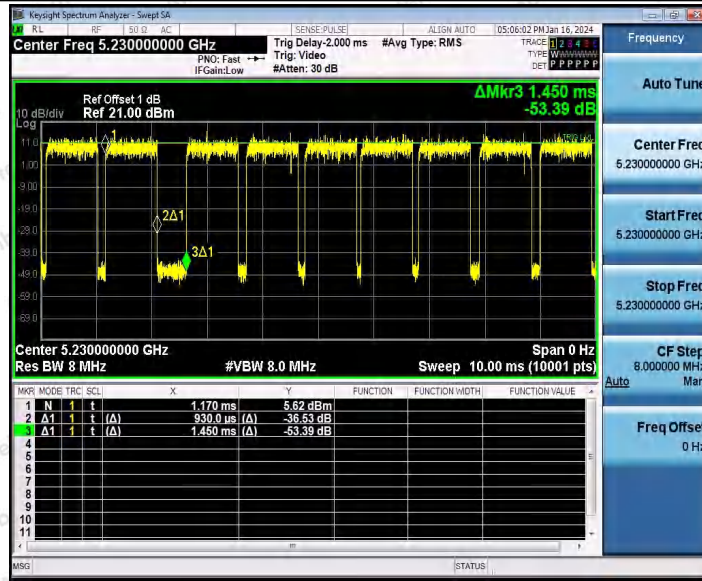 Keysight Spectrum Analyzer - Swept SA
RL RF 50 Ω AC SENSE:PULSE ALIGN AUTO 05:06:02 PM Jan 16, 2024
Center Freq 5.230000000 GHz
PNO: Fast
IFGain:Low
Trig Delay-2.000 ms
Trig: Video
#Atten: 30 dB
#Avg Type: RMS
TRACE 1 2 3 4 5 6
TYPE W
DET P P P P P P
Frequency
Auto Tune
Center Freq
5.230000000 GHz
Start Freq
5.230000000 GHz
Stop Freq
5.230000000 GHz
CF Step
8.000000 MHz
Auto Man
Freq Offset
0 Hz
ΔMkr3 1.450 ms
-53.39 dB
Ref Offset 1 dB
10 dB/div Ref 21.00 dBm
Log
11.0
1.00
-9.00
-19.0
-29.0
-39.0
-49.0
-59.0
-69.0
1
2Δ1
3Δ1
Center 5.230000000 GHz Span 0 Hz
Res BW 8 MHz #VBW 8.0 MHz Sweep 10.00 ms (10001 pts)
MKR MODE TRC SCL X Y FUNCTION FUNCTION WIDTH FUNCTION VALUE
1 N 1 t 1.170 ms 5.62 dBm
2 Δ1 1 t (Δ) 930.0 µs (Δ) -36.53 dB
3 Δ1 1 t (Δ) 1.450 ms (Δ) -53.39 dB
4
5
6
7
8
9
10
11
MSG STATUS